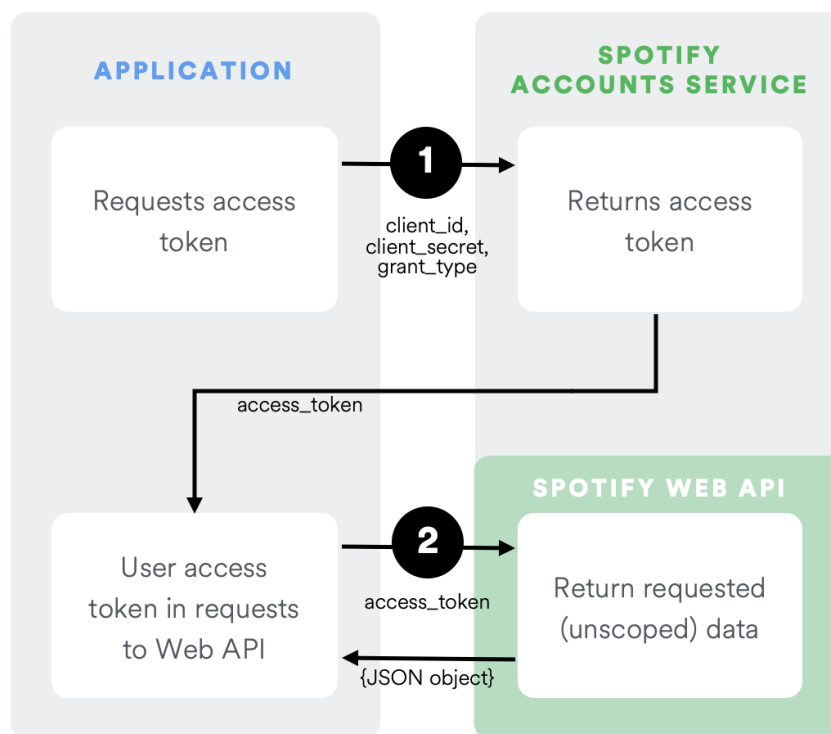 APPLICATION
SPOTIFY
ACCOUNTS SERVICE
Requests access
token
1
client_id,
client_secret,
grant_type
Returns access
token
access_token
SPOTIFY WEB API
User access
token in requests
to Web API
2
access_token
{JSON object}
Return requested
(unscoped) data